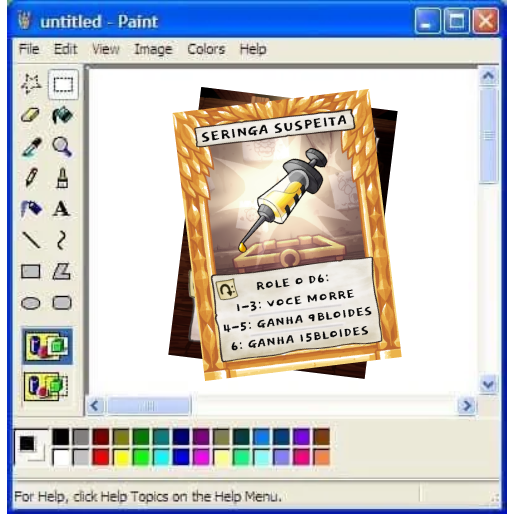 untitled - Paint
File Edit View Image Colors Help
SERINGA SUSPEITA
ROLE O D6:
1-3: VOCE MORRE
4-5: GANHA 9BLOIDES
6: GANHA 15BLOIDES
A
For Help, click Help Topics on the Help Menu.